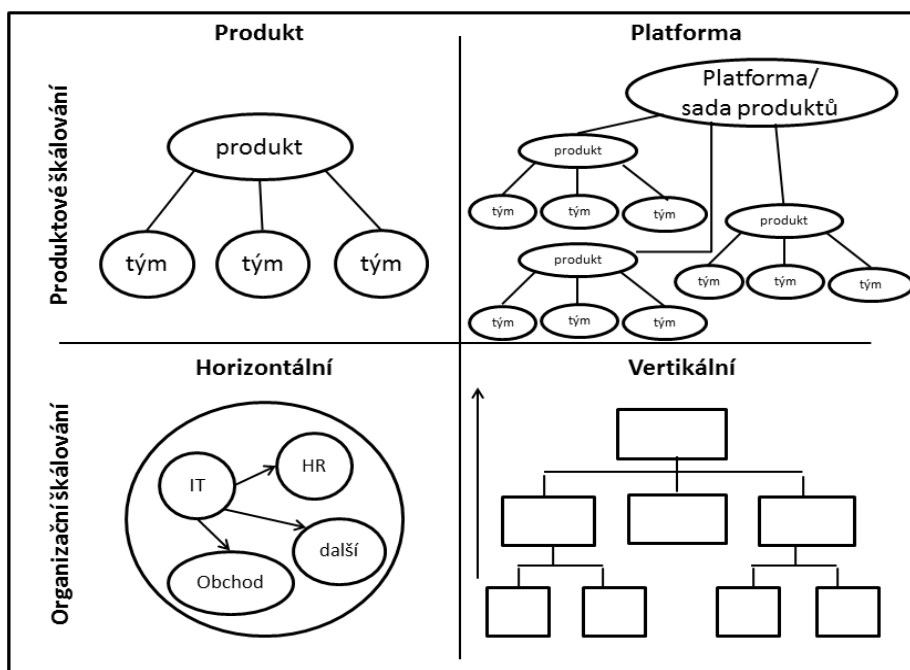 Produkt
Platforma
Produktové škálování
produkt
tým
tým
tým
Platforma/
sada produktů
produkt
tým
tým
tým
produkt
tým
tým
tým
produkt
tým
tým
tým
Horizontální
Vertikální
Organizační škálování
IT
HR
další
Obchod